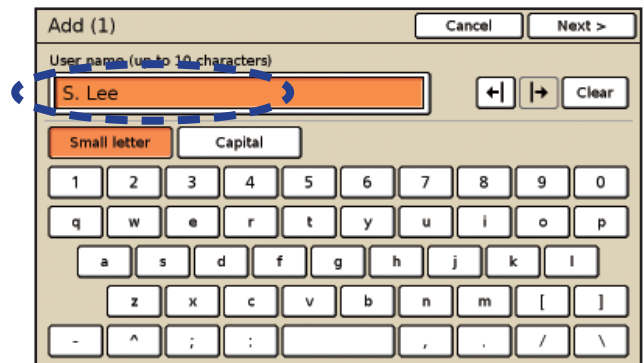 Add (1) Cancel Next >
User name (up to 10 characters)
S. Lee Clear
Small letter Capital
1 2 3 4 5 6 7 8 9 0
q w e r t y u i o p
a s d f g h j k l
z x c v b n m [ ]
- ^ ; : , . / \